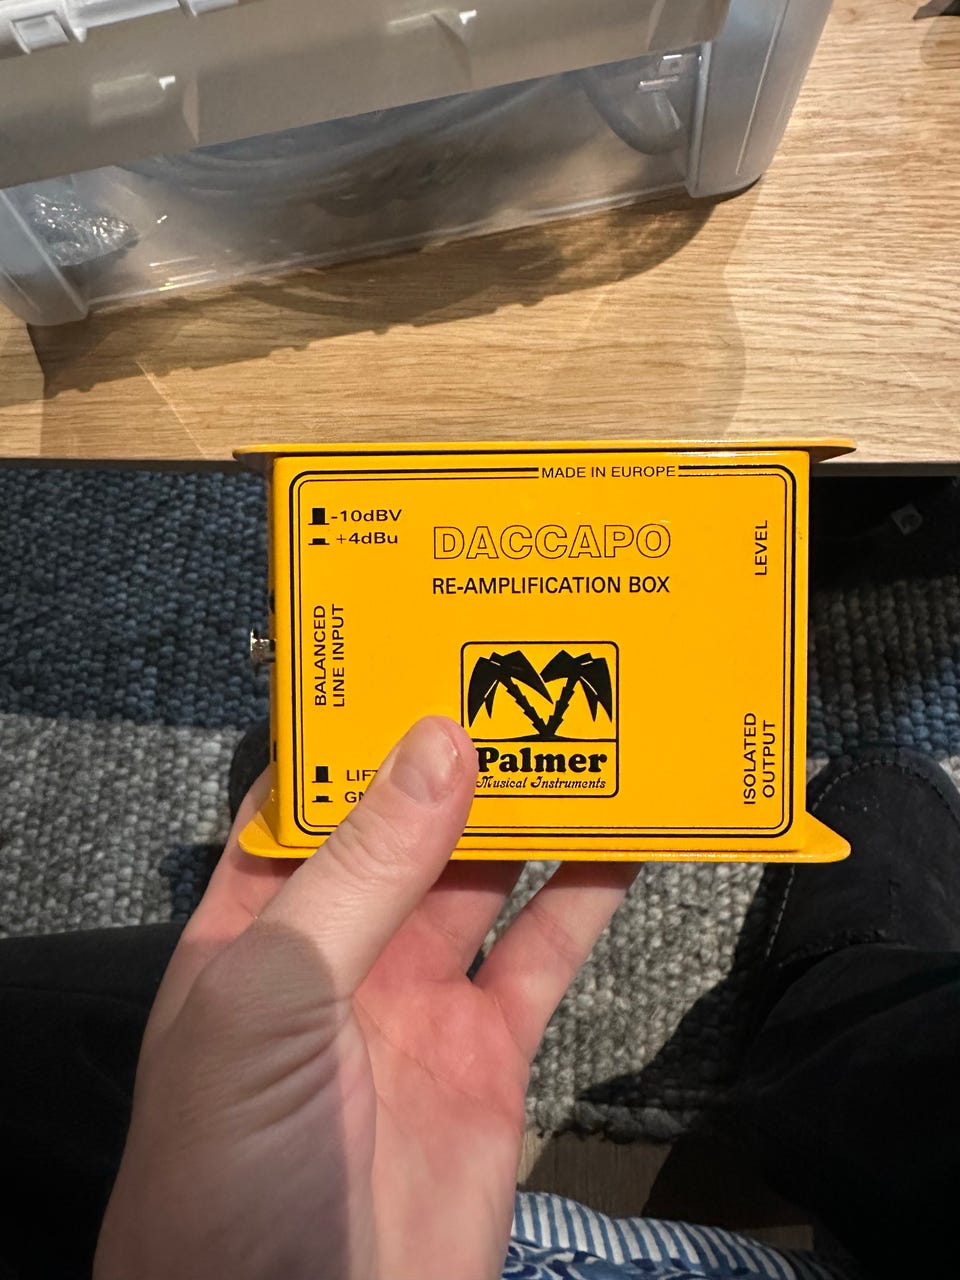 MADE IN EUROPE
-10dBV
+4dBu
DACCAPO
RE-AMPLIFICATION BOX
LEVEL
BALANCED
LINE INPUT
Palmer
Musical Instruments
ISOLATED
OUTPUT